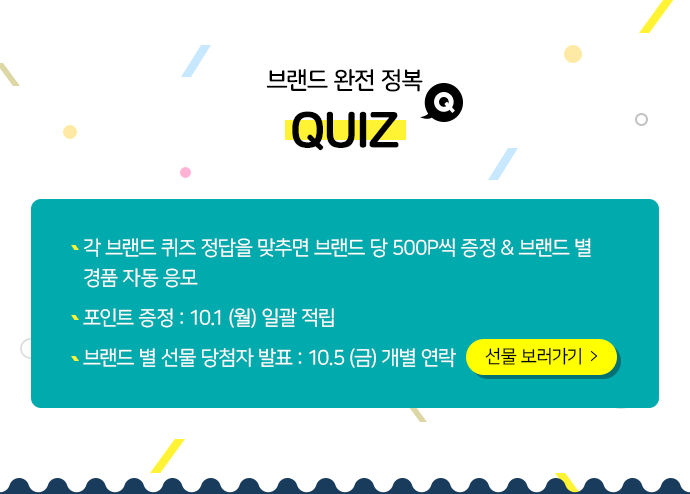 브랜드 완전 정복
QUIZ
Q
각 브랜드 퀴즈 정답을 맞추면 브랜드 당 500P씩 증정 & 브랜드 별
경품 자동 응모
포인트 증정 : 10.1 (월) 일괄 적립
브랜드 별 선물 당첨자 발표 : 10.5 (금) 개별 연락 선물 보러가기 >